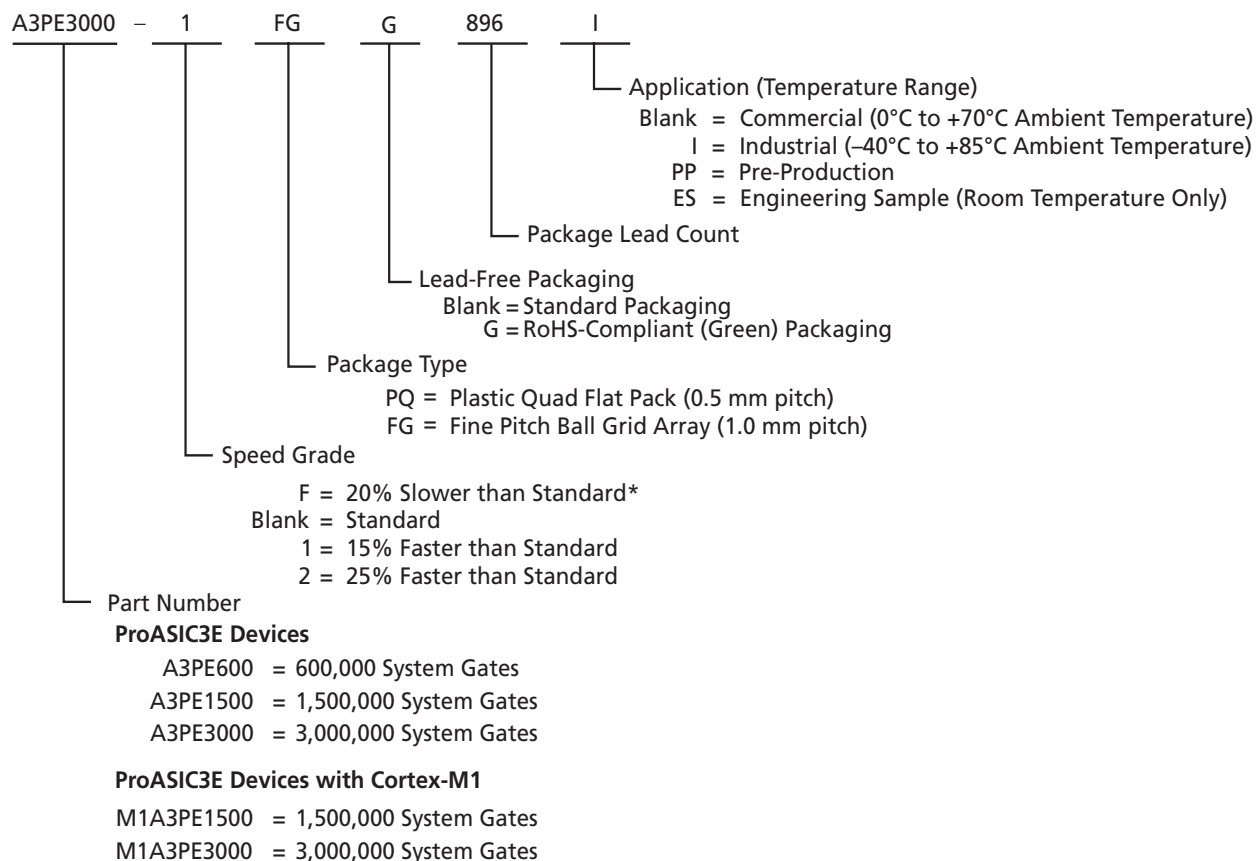 A3PE3000 – 1 FG G 896 I
Application (Temperature Range)
Blank = Commercial (0°C to +70°C Ambient Temperature)
I = Industrial (–40°C to +85°C Ambient Temperature)
PP = Pre-Production
ES = Engineering Sample (Room Temperature Only)
Package Lead Count
Lead-Free Packaging
Blank = Standard Packaging
G = RoHS-Compliant (Green) Packaging
Package Type
PQ = Plastic Quad Flat Pack (0.5 mm pitch)
FG = Fine Pitch Ball Grid Array (1.0 mm pitch)
Speed Grade
F = 20% Slower than Standard*
Blank = Standard
1 = 15% Faster than Standard
2 = 25% Faster than Standard
Part Number
ProASIC3E Devices
A3PE600 = 600,000 System Gates
A3PE1500 = 1,500,000 System Gates
A3PE3000 = 3,000,000 System Gates
ProASIC3E Devices with Cortex-M1
M1A3PE1500 = 1,500,000 System Gates
M1A3PE3000 = 3,000,000 System Gates